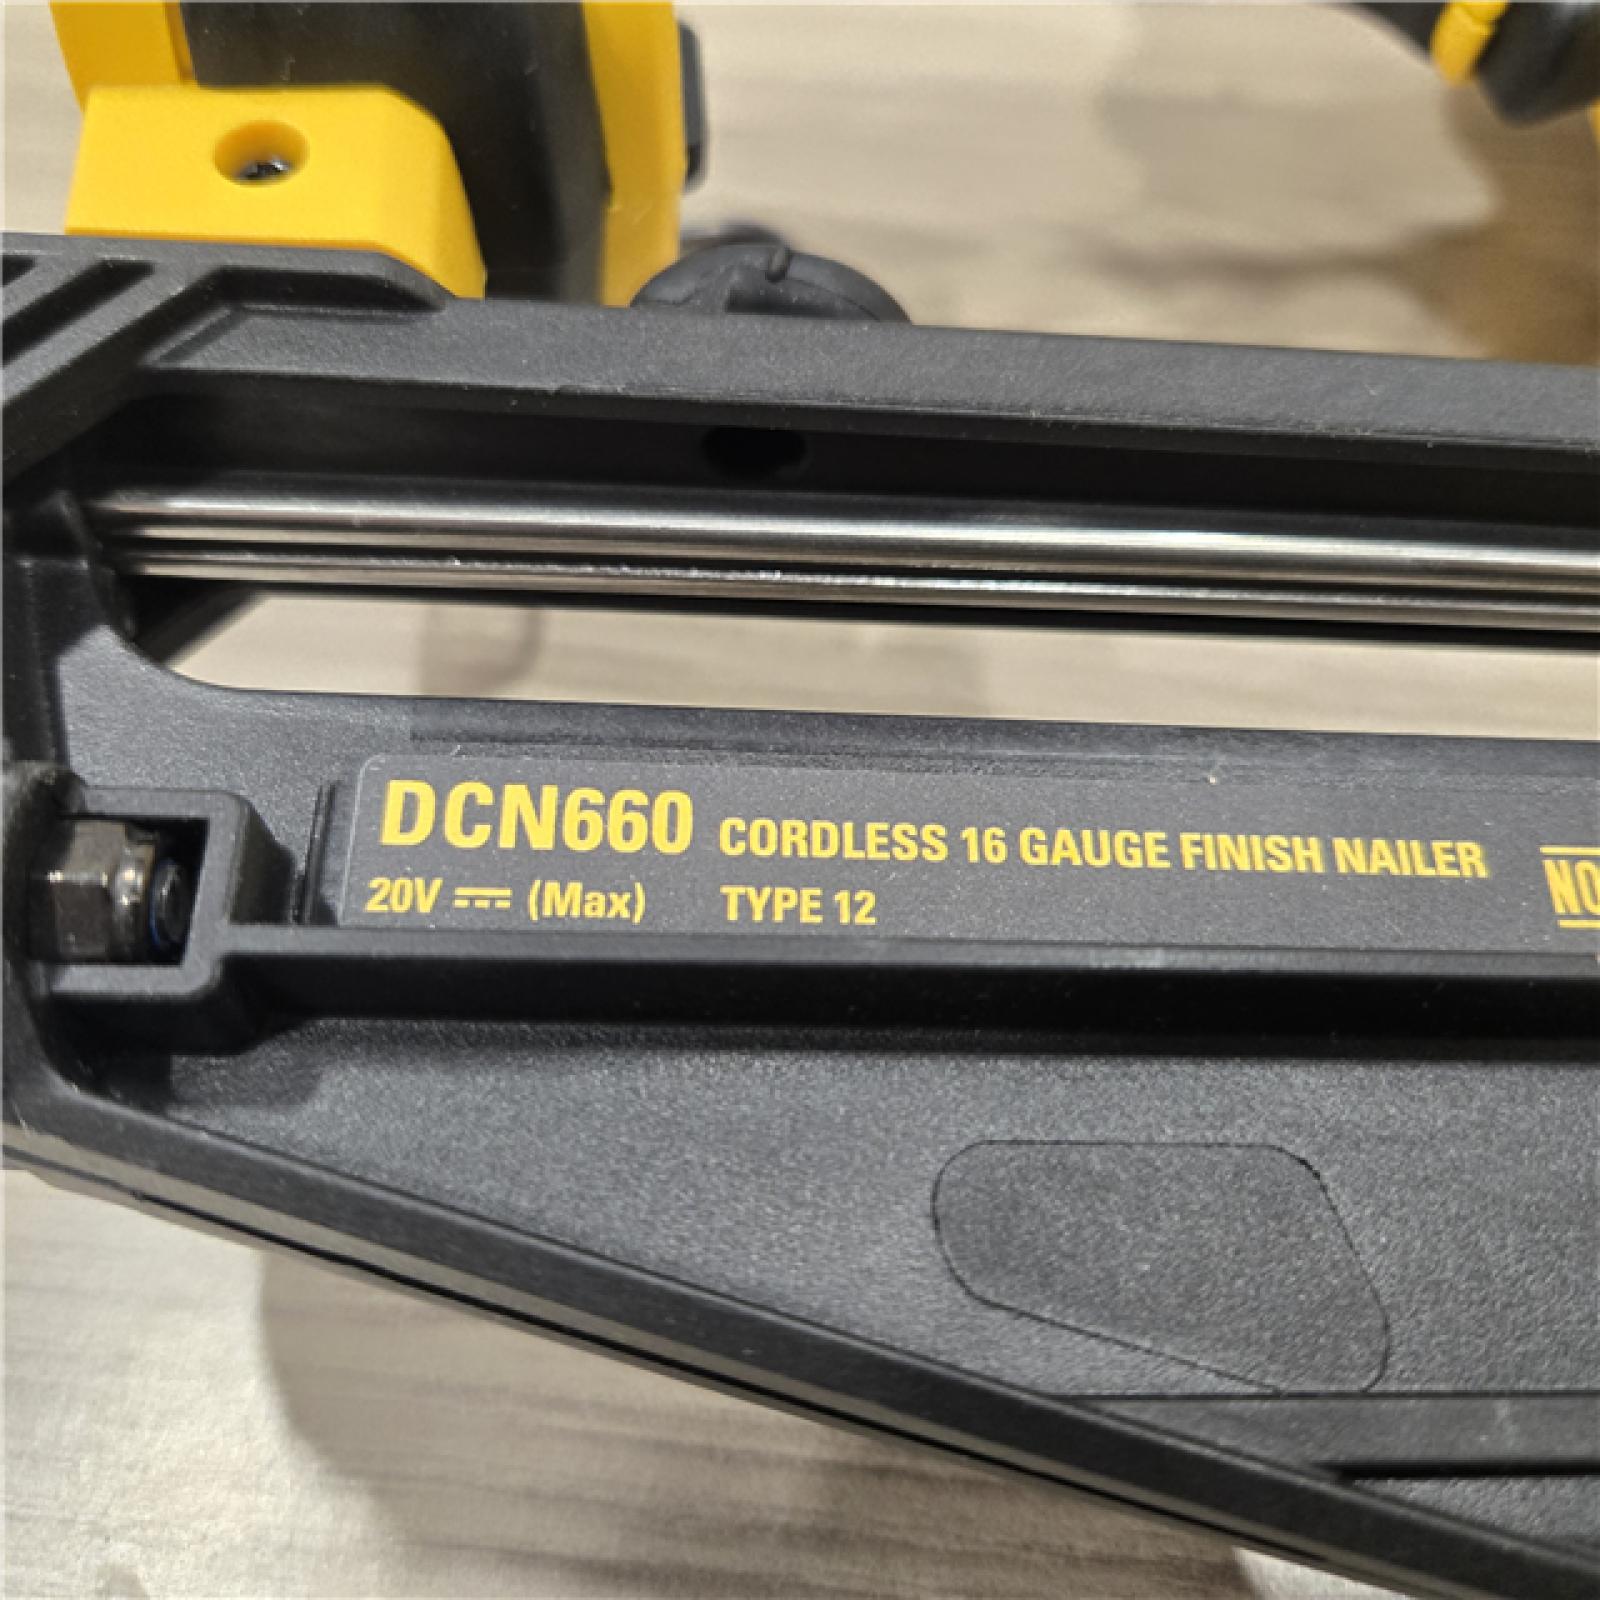 DCN660 CORDLESS 16 GAUGE FINISH NAILER
20V ⎓ (Max) TYPE 12